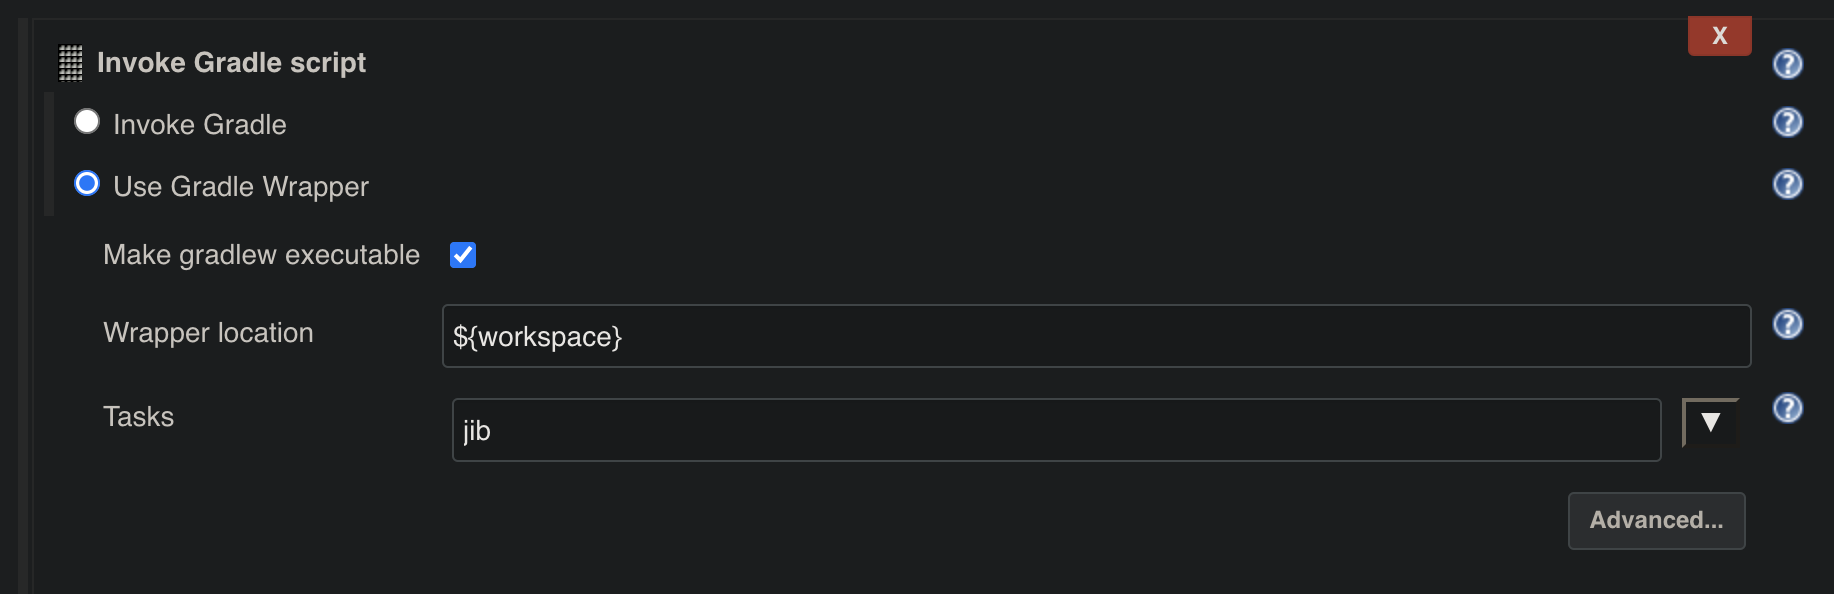 X
Invoke Gradle script
?
Invoke Gradle
?
Use Gradle Wrapper
?
Make gradlew executable
Wrapper location
${workspace}
?
Tasks
jib
▼
?
Advanced...